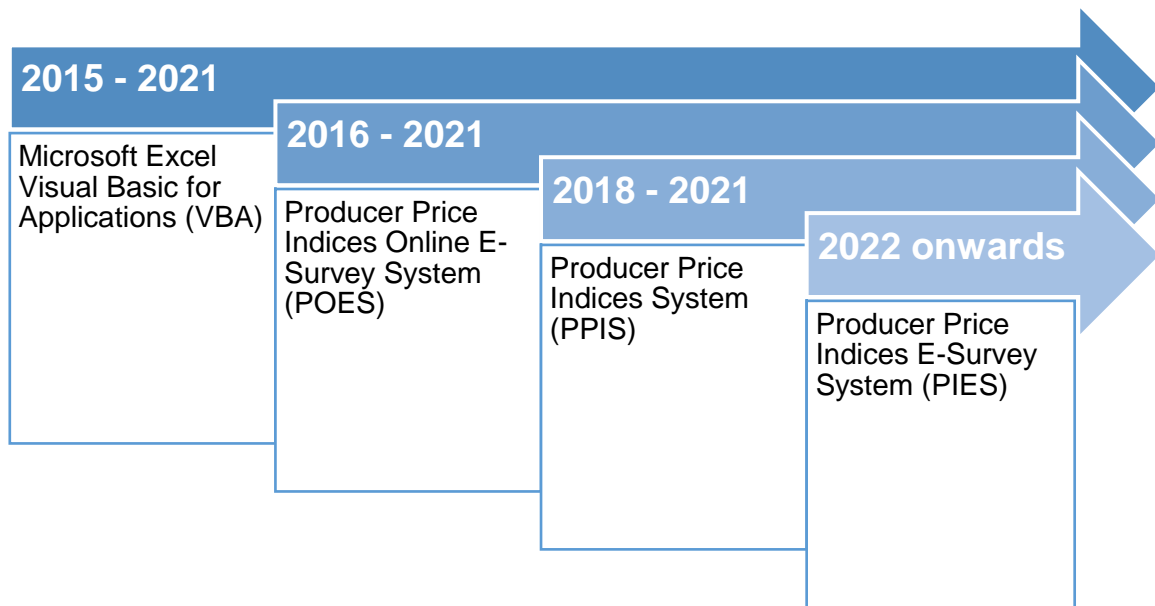 2015 - 2021
Microsoft Excel
Visual Basic for
Applications (VBA)
2016 - 2021
Producer Price
Indices Online E-
Survey System
(POES)
2018 - 2021
Producer Price
Indices System
(PPIS)
2022 onwards
Producer Price
Indices E-Survey
System (PIES)